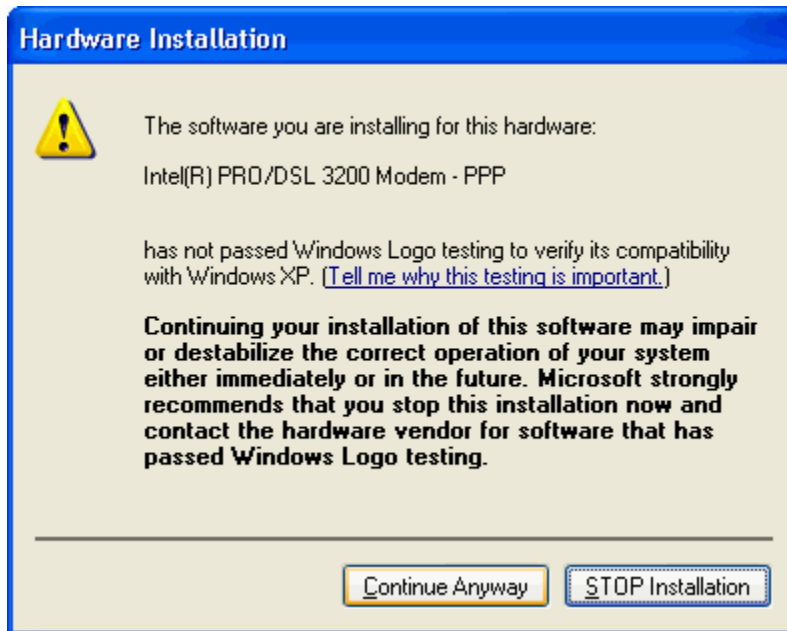 Hardware Installation
The software you are installing for this hardware:
Intel(R) PRO/DSL 3200 Modem - PPP
has not passed Windows Logo testing to verify its compatibility
with Windows XP. (Tell me why this testing is important.)
Continuing your installation of this software may impair
or destabilize the correct operation of your system
either immediately or in the future. Microsoft strongly
recommends that you stop this installation now and
contact the hardware vendor for software that has
passed Windows Logo testing.
Continue Anyway STOP Installation